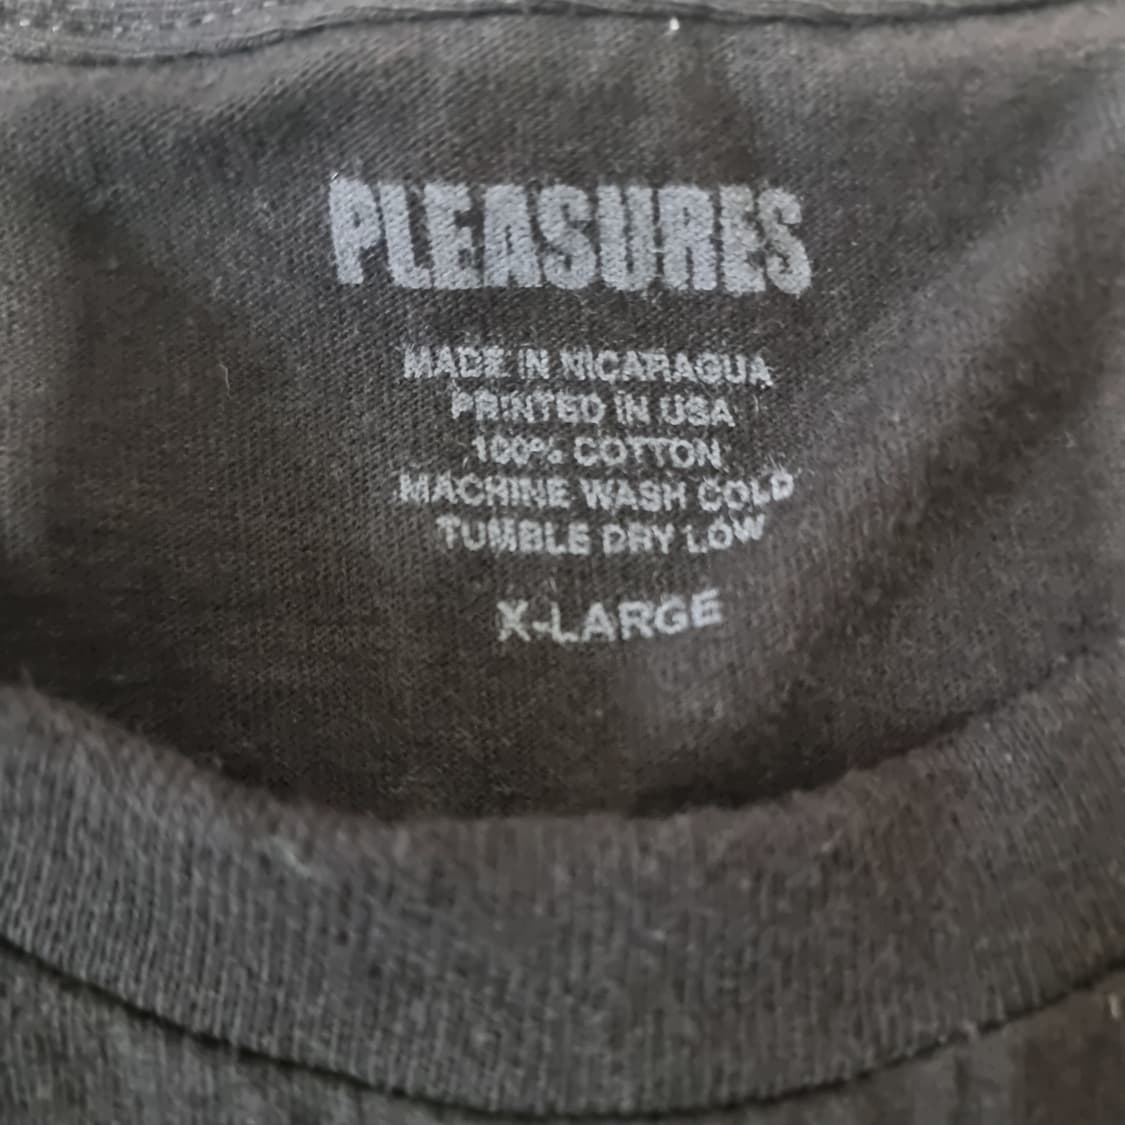 PLEASURES
MADE IN NICARAGUA
PRINTED IN USA
100% COTTON
MACHINE WASH COLD
TUMBLE DRY LOW
X-LARGE